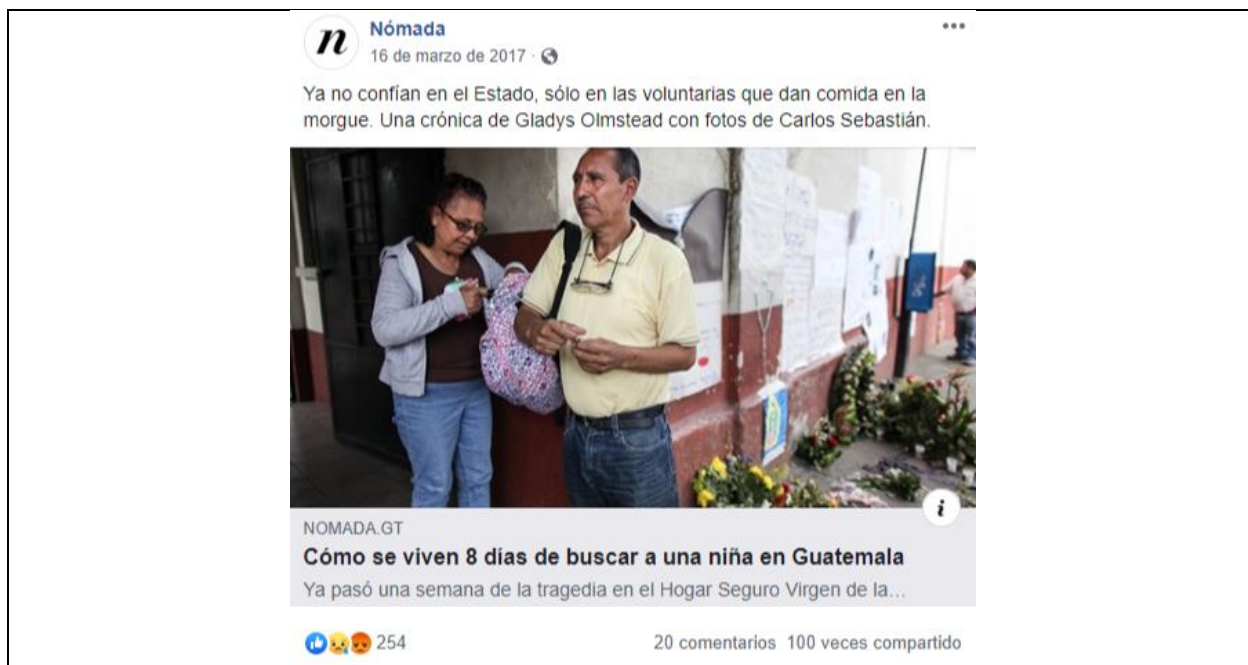 n
Nómada
16 de marzo de 2017 ·
Ya no confían en el Estado, sólo en las voluntarias que dan comida en la
morgue. Una crónica de Gladys Olmstead con fotos de Carlos Sebastián.
i
NOMADA.GT
Cómo se viven 8 días de buscar a una niña en Guatemala
Ya pasó una semana de la tragedia en el Hogar Seguro Virgen de la...
254
20 comentarios 100 veces compartido